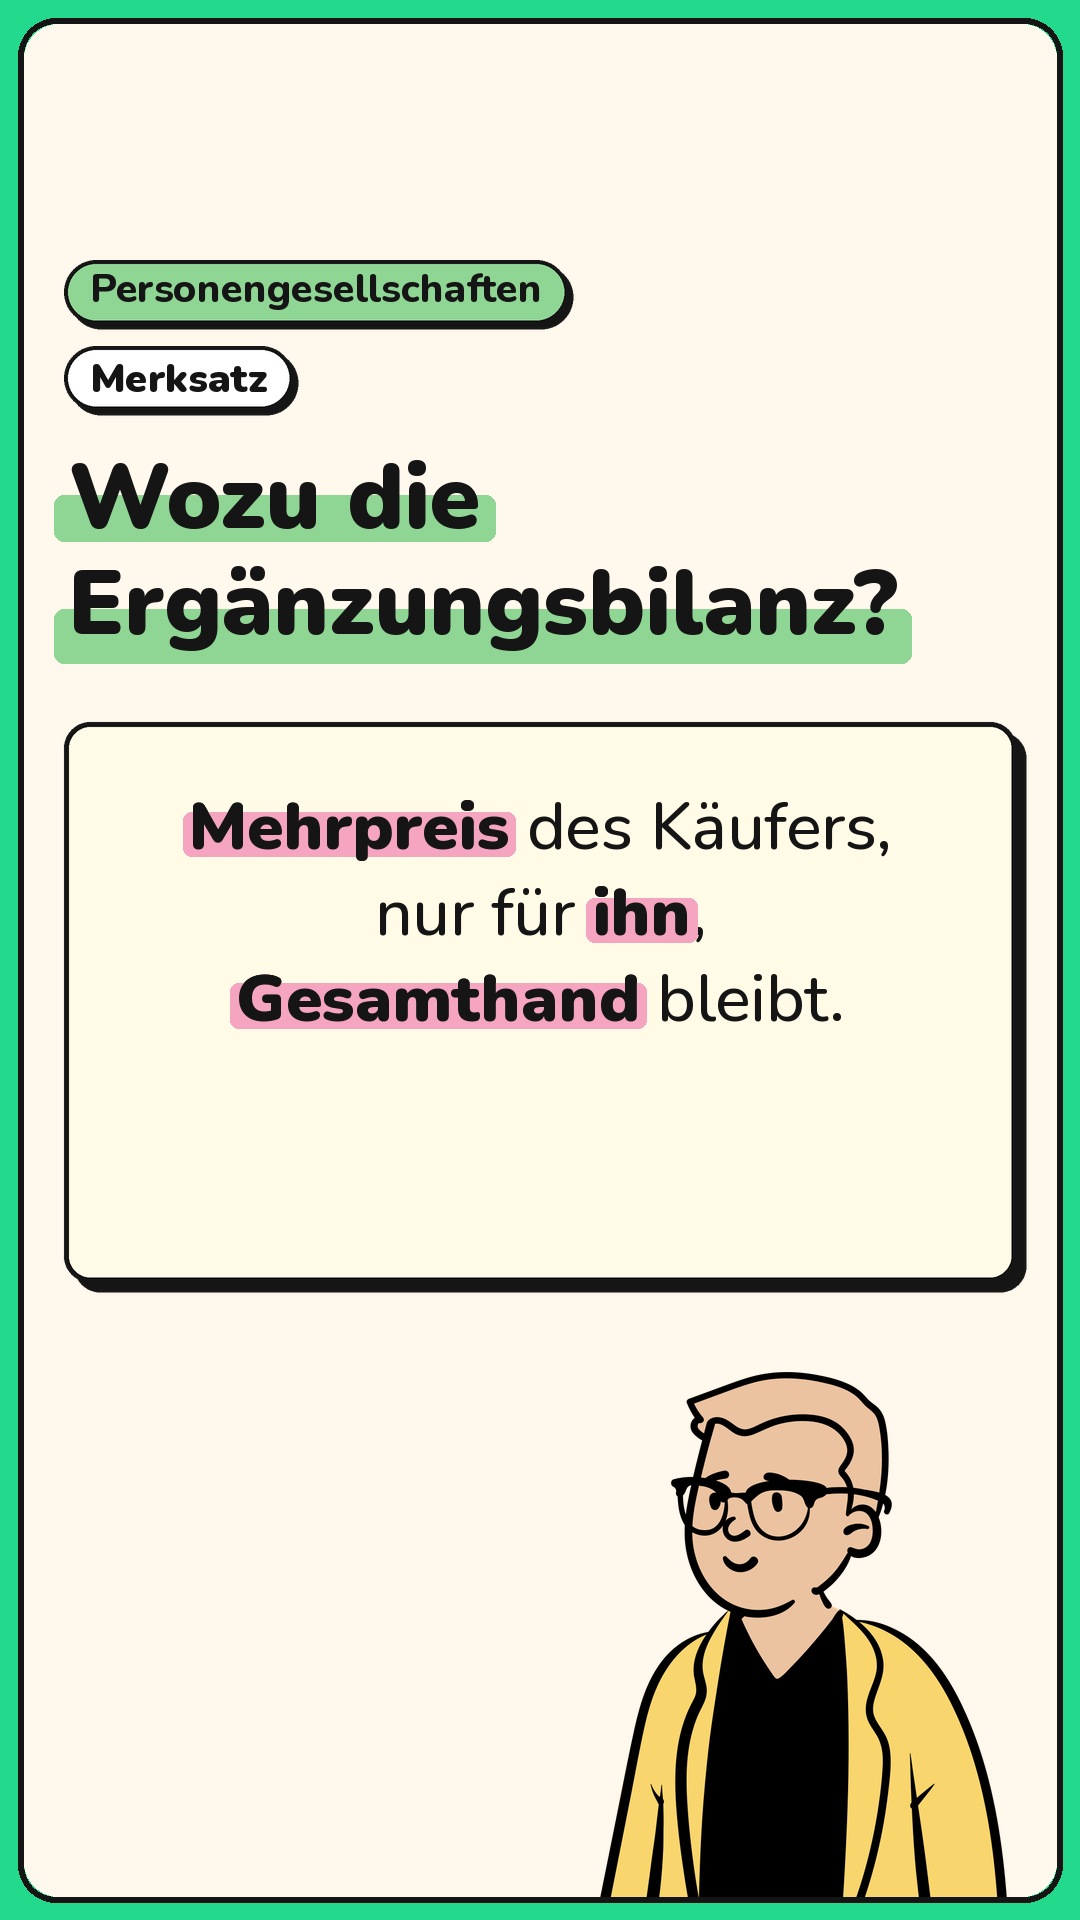 Personengesellschaften
Merksatz
Wozu die
Ergänzungsbilanz?
Mehrpreis des Käufers,
nur für ihn,
Gesamthand bleibt.